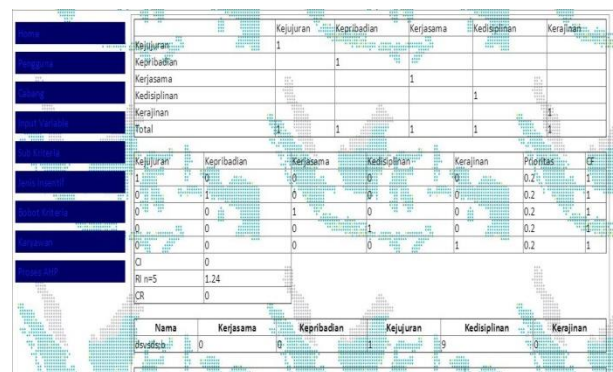 Home
Pengguna
Cabang
Input Variable
Sub Kriteria
Bobot Kriteria
Karyawan
Proses AHP
Kejujuran Kepribadian Kerjasama Kedisiplinan Kerajinan
Kejujuran 1
Kepribadian 1
Kerjasama 1
Kedisiplinan 1
Kerajinan 1
Total 1 1 1 1 1
Kejujuran Kepribadian Kerjasama Kedisiplinan Kerajinan Prioritas CF
1 0 0 0 0 0.2 1
0 1 0 0 0 0.2 1
0 0 1 0 0 0.2 1
0 0 0 1 0 0.2 1
0 0 0 0 1 0.2 1
CI 0
RI n=5 1.24
CR 0
Nama Kerjasama Kepribadian Kejujuran Kedisiplinan Kerajinan
0 0 1 9 0